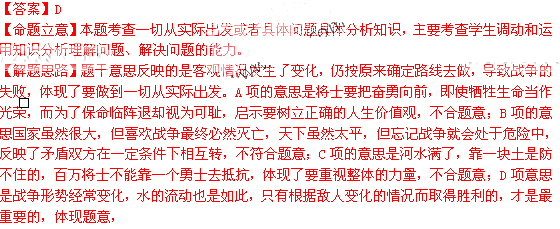 【答案】D
【命题立意】本题考查一切从实际出发或者具体问题具体分析知识，主要考查学生调动和运
用知识分析理解问题、解决问题的能力。
【解题思路】题干意思反映的是客观情况发生了变化，仍按原来确定路线去做，导致战争的
失败，体现了要做到一切从实际出发。A 项的意思是将士要把奋勇向前，即使牺牲生命当作
光荣，而为了保命临阵退却视为可耻，启示要树立正确的人生价值观，不合题意；B 项的意
思国家虽然很大，但喜欢战争最终必然灭亡，天下虽然太平，但忘记战争就会处于危险中，
反映了矛盾双方在一定条件下相互转，不符合题意；C 项的意思是河水满了，靠一块土是防
不住的，百万将士不能靠一个勇士去抵抗，体现了要重视整体的力量，不合题意；D 项意思
是战争形势经常变化，水的流动也是如此，只有根据敌人变化的情况而取得胜利的，才是最
重要的，体现题意，